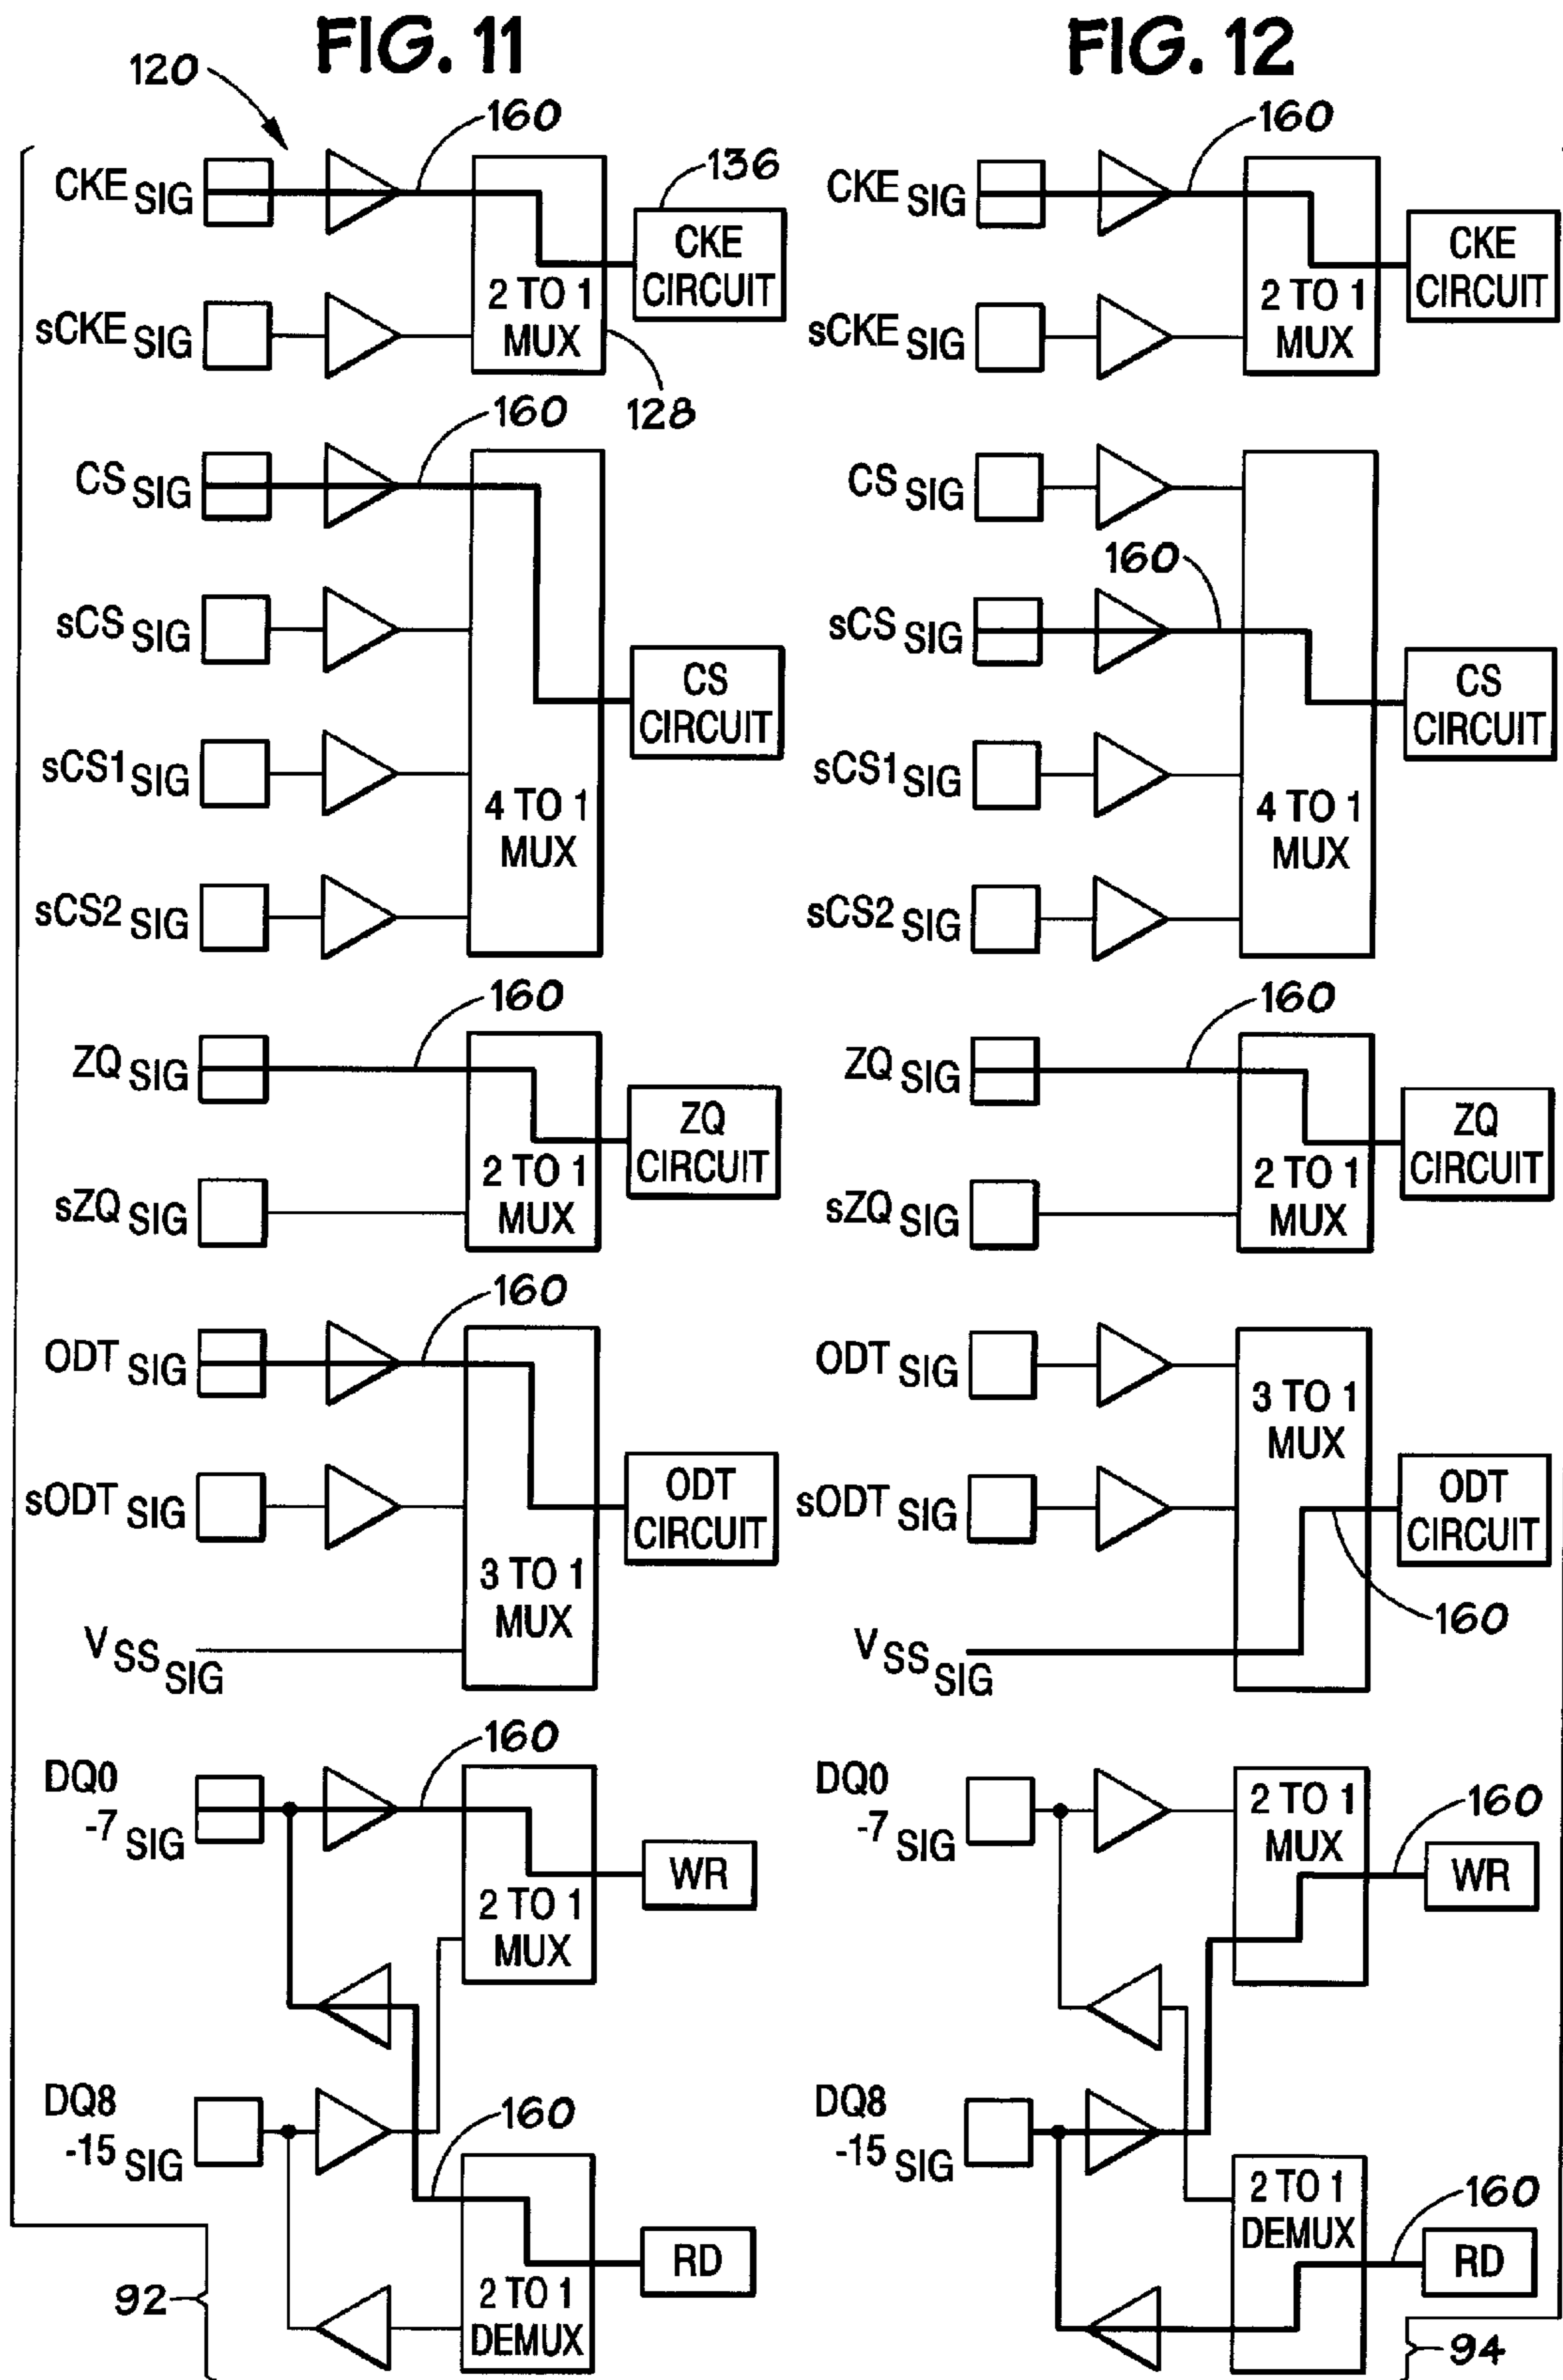 FIG. 11
120
160
CKE SIG
136
CKE
CIRCUIT
2 TO 1
MUX
sCKE SIG
128
160
CS SIG
sCS SIG
CS
CIRCUIT
sCS1 SIG
4 TO 1
MUX
sCS2 SIG
160
ZQ SIG
ZQ
CIRCUIT
2 TO 1
MUX
sZQ SIG
160
ODT SIG
sODT SIG
ODT
CIRCUIT
3 TO 1
MUX
VSS SIG
160
DQ0
-7 SIG
WR
2 TO 1
MUX
DQ8
-15 SIG
160
RD
2 TO 1
DEMUX
92
FIG. 12
160
CKE SIG
CKE
CIRCUIT
2 TO 1
MUX
sCKE SIG
CS SIG
160
sCS SIG
CS
CIRCUIT
sCS1 SIG
4 TO 1
MUX
sCS2 SIG
160
ZQ SIG
ZQ
CIRCUIT
2 TO 1
MUX
sZQ SIG
ODT SIG
3 TO 1
MUX
sODT SIG
ODT
CIRCUIT
160
VSS SIG
DQ0
-7 SIG
2 TO 1
MUX
160
WR
DQ8
-15 SIG
2 TO 1
DEMUX
160
RD
94